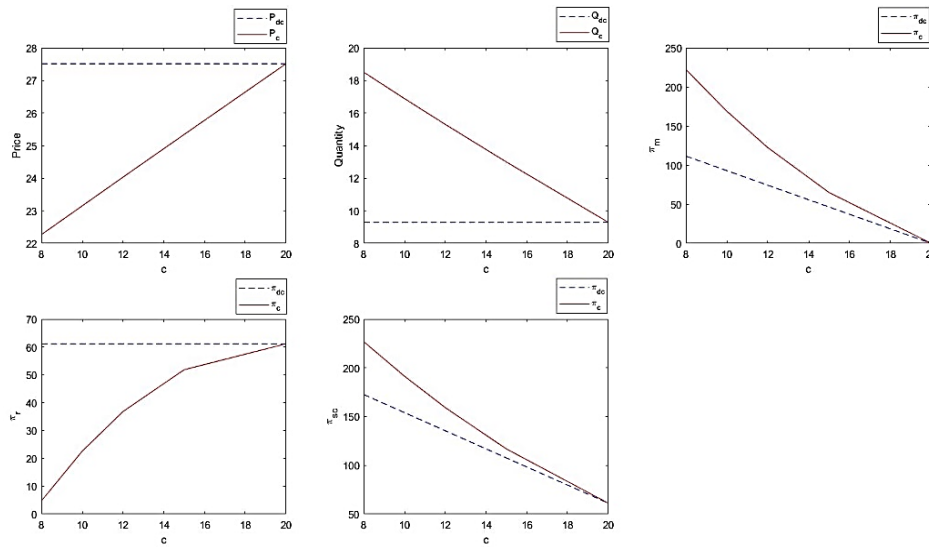 P_dc
P_c
28
27
26
25
24
23
22
Price
8 10 12 14 16 18 20
c
Q_dc
Q_c
20
18
16
14
12
10
8
Quantity
8 10 12 14 16 18 20
c
π_dc
π_c
250
200
150
100
50
0
π_m
8 10 12 14 16 18 20
c
π_dc
π_c
70
60
50
40
30
20
10
0
π_r
8 10 12 14 16 18 20
c
π_dc
π_c
250
200
150
100
50
π_sc
8 10 12 14 16 18 20
c